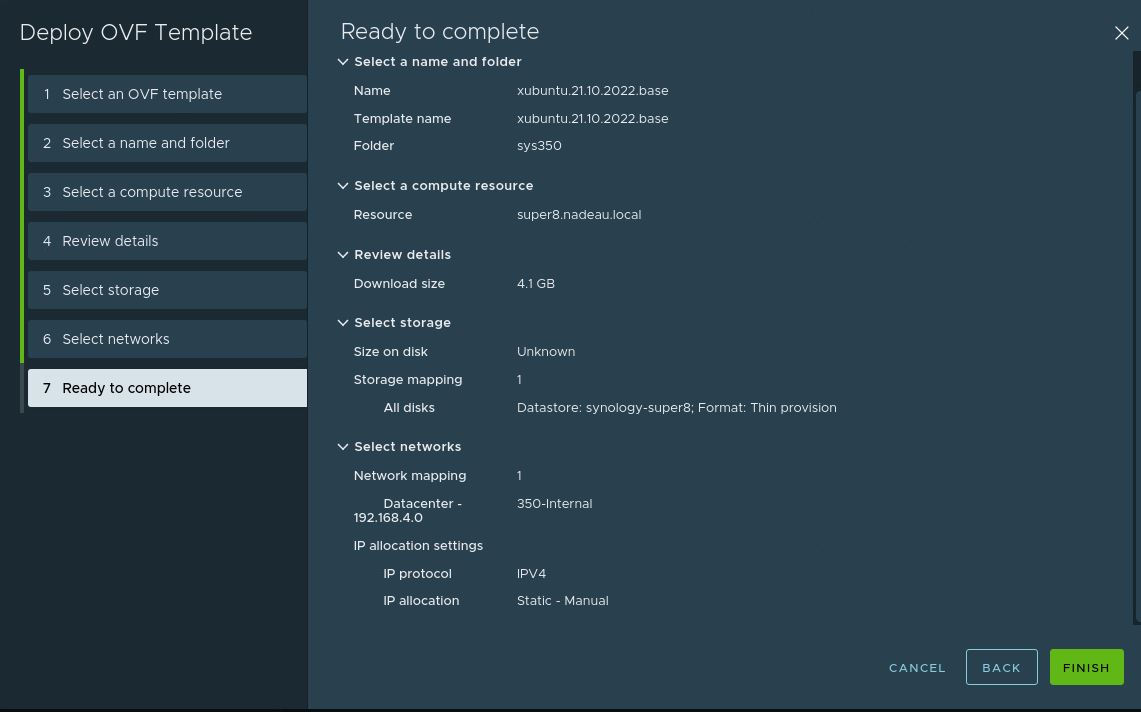 Deploy OVF Template
1 Select an OVF template
2 Select a name and folder
3 Select a compute resource
4 Review details
5 Select storage
6 Select networks
7 Ready to complete
Ready to complete
Select a name and folder
Name xubuntu.21.10.2022.base
Template name xubuntu.21.10.2022.base
Folder sys350
Select a compute resource
Resource super8.nadeau.local
Review details
Download size 4.1 GB
Select storage
Size on disk Unknown
Storage mapping 1
All disks Datastore: synology-super8; Format: Thin provision
Select networks
Network mapping 1
Datacenter - 350-Internal
192.168.4.0
IP allocation settings
IP protocol IPV4
IP allocation Static - Manual
CANCEL BACK FINISH